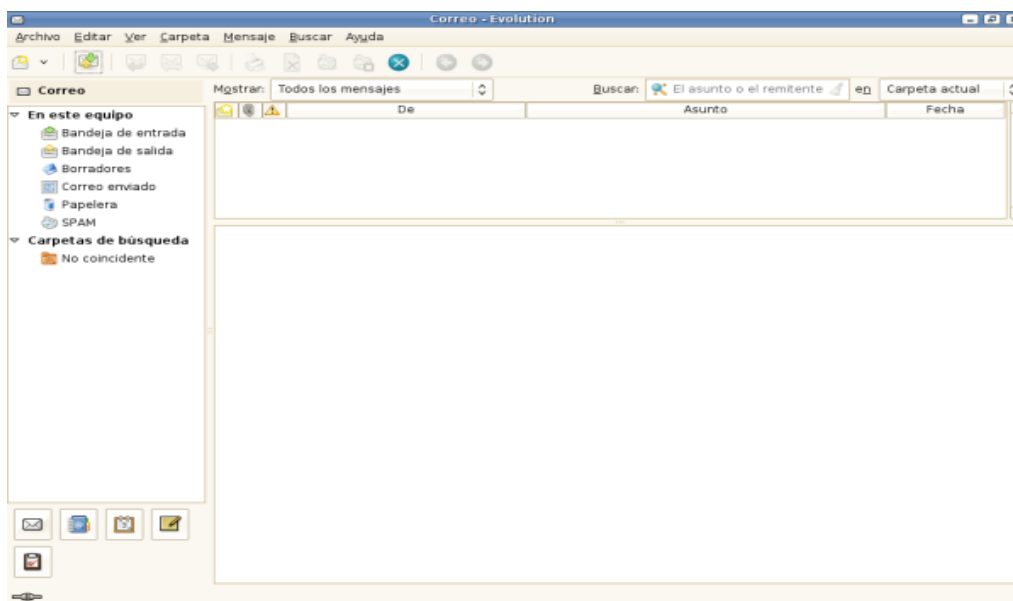 Correo - Evolution
Archivo Editar Ver Carpeta Mensaje Buscar Ayuda
Correo
Mostrar: Todos los mensajes Buscar: El asunto o el remitente en Carpeta actual
De Asunto Fecha
En este equipo
Bandeja de entrada
Bandeja de salida
Borradores
Correo enviado
Papelera
SPAM
Carpetas de búsqueda
No coincidente